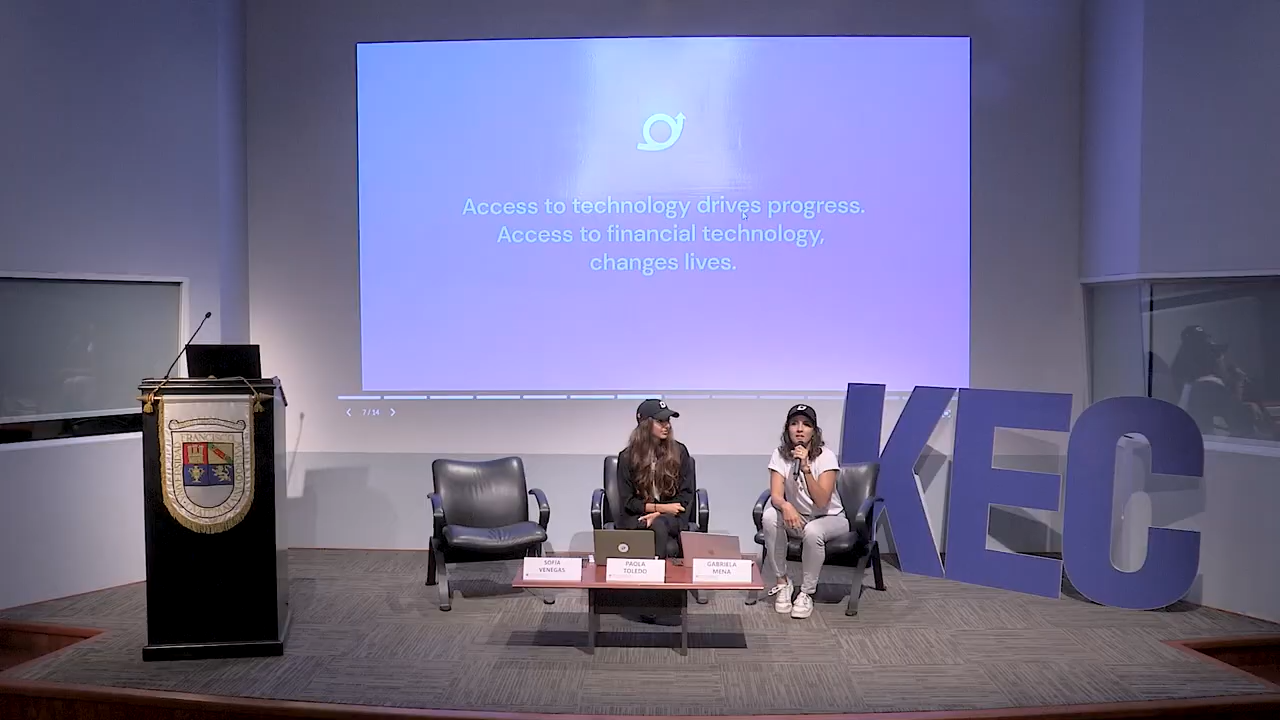 Access to technology drives progress.
Access to financial technology,
changes lives.
7 / 14
KEC
FRANCISCO
SOFIA
VENEGAS
PAOLA
TOLEDO
GABRIELA
MENA